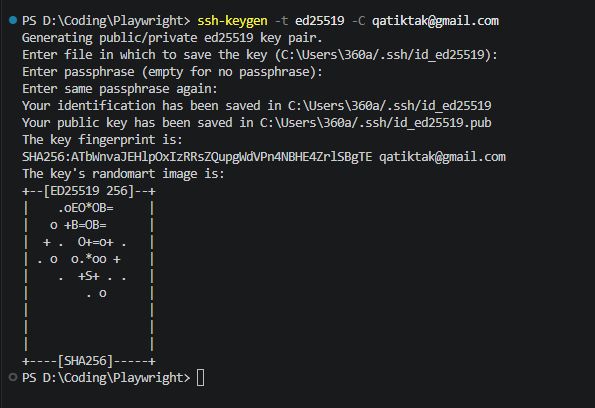 PS D:\Coding\Playwright> ssh-keygen -t ed25519 -C qatiktak@gmail.com
Generating public/private ed25519 key pair.
Enter file in which to save the key (C:\Users\360a/.ssh/id_ed25519):
Enter passphrase (empty for no passphrase):
Enter same passphrase again:
Your identification has been saved in C:\Users\360a/.ssh/id_ed25519
Your public key has been saved in C:\Users\360a/.ssh/id_ed25519.pub
The key fingerprint is:
SHA256:ATbWnvaJEHlpOxIzRRsZQupgWdVPn4NBHE4ZrlSBgTE qatiktak@gmail.com
The key's randomart image is:
+--[ED25519 256]--+
|    .oEO*OB=     |
|   o +B=OB=      |
|  + .  O+=o+ .   |
| . o  o.*oo +    |
|    .  +S+ . .   |
|        . o      |
|                 |
|                 |
|                 |
+----[SHA256]-----+
PS D:\Coding\Playwright>